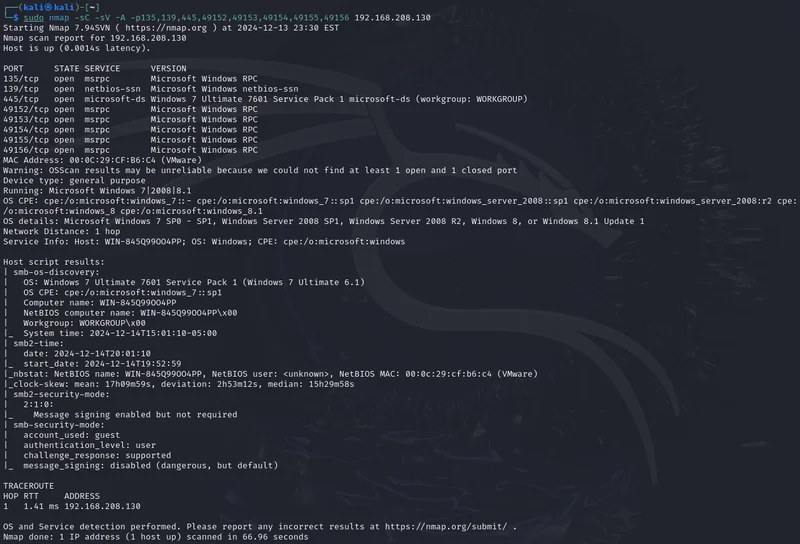 ┌──(kali㉿kali)-[~]
└─$ sudo nmap -sC -sV -A -p135,139,445,49152,49153,49154,49155,49156 192.168.208.130
Starting Nmap 7.94SVN ( https://nmap.org ) at 2024-12-13 23:30 EST
Nmap scan report for 192.168.208.130
Host is up (0.0014s latency).

PORT      STATE SERVICE      VERSION
135/tcp   open  msrpc        Microsoft Windows RPC
139/tcp   open  netbios-ssn  Microsoft Windows netbios-ssn
445/tcp   open  microsoft-ds Windows 7 Ultimate 7601 Service Pack 1 microsoft-ds (workgroup: WORKGROUP)
49152/tcp open  msrpc        Microsoft Windows RPC
49153/tcp open  msrpc        Microsoft Windows RPC
49154/tcp open  msrpc        Microsoft Windows RPC
49155/tcp open  msrpc        Microsoft Windows RPC
49156/tcp open  msrpc        Microsoft Windows RPC
MAC Address: 00:0C:29:CF:B6:C4 (VMware)
Warning: OSScan results may be unreliable because we could not find at least 1 open and 1 closed port
Device type: general purpose
Running: Microsoft Windows 7|2008|8.1
OS CPE: cpe:/o:microsoft:windows_7::- cpe:/o:microsoft:windows_7::sp1 cpe:/o:microsoft:windows_server_2008::sp1 cpe:/o:microsoft:windows_server_2008:r2 cpe:
/o:microsoft:windows_8 cpe:/o:microsoft:windows_8.1
OS details: Microsoft Windows 7 SP0 - SP1, Windows Server 2008 SP1, Windows Server 2008 R2, Windows 8, or Windows 8.1 Update 1
Network Distance: 1 hop
Service Info: Host: WIN-845Q99OO4PP; OS: Windows; CPE: cpe:/o:microsoft:windows

Host script results:
| smb-os-discovery:
|   OS: Windows 7 Ultimate 7601 Service Pack 1 (Windows 7 Ultimate 6.1)
|   OS CPE: cpe:/o:microsoft:windows_7::sp1
|   Computer name: WIN-845Q99OO4PP
|   NetBIOS computer name: WIN-845Q99OO4PP\x00
|   Workgroup: WORKGROUP\x00
|_  System time: 2024-12-14T15:01:10-05:00
| smb2-time:
|   date: 2024-12-14T20:01:10
|_  start_date: 2024-12-14T19:52:59
|_nbstat: NetBIOS name: WIN-845Q99OO4PP, NetBIOS user: <unknown>, NetBIOS MAC: 00:0c:29:cf:b6:c4 (VMware)
|_clock-skew: mean: 17h09m59s, deviation: 2h53m12s, median: 15h29m58s
| smb2-security-mode:
|   2:1:0:
|_    Message signing enabled but not required
| smb-security-mode:
|   account_used: guest
|   authentication_level: user
|   challenge_response: supported
|_  message_signing: disabled (dangerous, but default)

TRACEROUTE
HOP RTT     ADDRESS
1   1.41 ms 192.168.208.130

OS and Service detection performed. Please report any incorrect results at https://nmap.org/submit/ .
Nmap done: 1 IP address (1 host up) scanned in 66.96 seconds